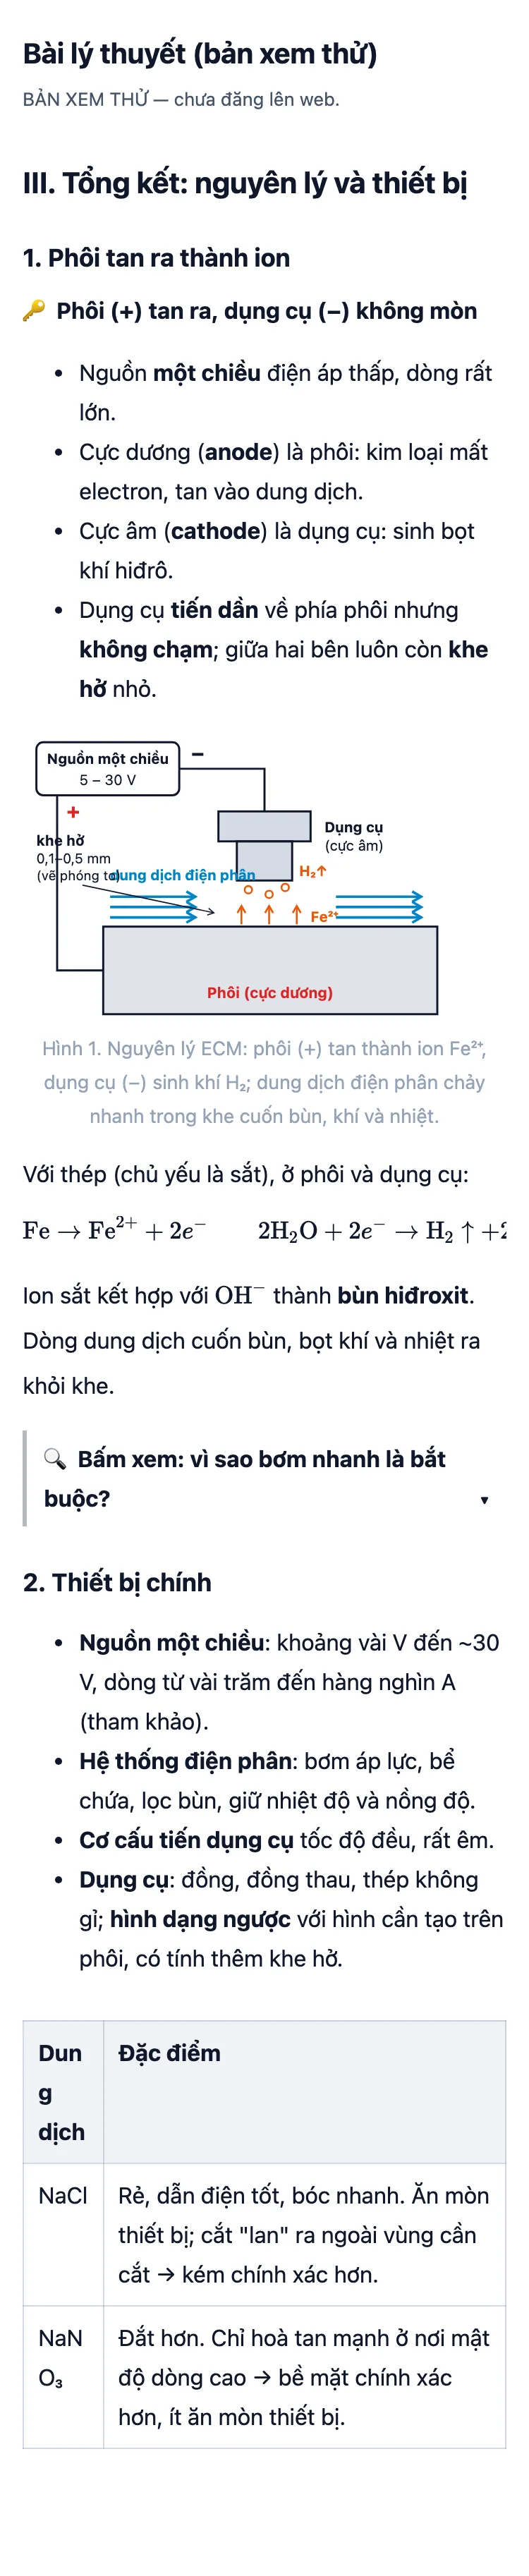 Bài lý thuyết (bản xem thử)
BẢN XEM THỬ — chưa đăng lên web.
III. Tổng kết: nguyên lý và thiết bị
1. Phôi tan ra thành ion
🔑 Phôi (+) tan ra, dụng cụ (−) không mòn
• Nguồn một chiều điện áp thấp, dòng rất
lớn.
• Cực dương (anode) là phôi: kim loại mất
electron, tan vào dung dịch.
• Cực âm (cathode) là dụng cụ: sinh bọt
khí hiđrô.
• Dụng cụ tiến dần về phía phôi nhưng
không chạm; giữa hai bên luôn còn khe
hở nhỏ.
Nguồn một chiều
5 – 30 V
−
+
Dụng cụ
(cực âm)
khe hở
0,1–0,5 mm
(vẽ phóng to)
dung dịch điện phân
H₂↑
Fe²⁺
Phôi (cực dương)
Hình 1. Nguyên lý ECM: phôi (+) tan thành ion Fe²⁺,
dụng cụ (−) sinh khí H₂; dung dịch điện phân chảy
nhanh trong khe cuốn bùn, khí và nhiệt.
Với thép (chủ yếu là sắt), ở phôi và dụng cụ:
Fe → Fe²⁺ + 2e⁻ 2H₂O + 2e⁻ → H₂ ↑ +2
Ion sắt kết hợp với OH⁻ thành bùn hiđroxit.
Dòng dung dịch cuốn bùn, bọt khí và nhiệt ra
khỏi khe.
🔍 Bấm xem: vì sao bơm nhanh là bắt
buộc? ▼
2. Thiết bị chính
• Nguồn một chiều: khoảng vài V đến ~30
V, dòng từ vài trăm đến hàng nghìn A
(tham khảo).
• Hệ thống điện phân: bơm áp lực, bể
chứa, lọc bùn, giữ nhiệt độ và nồng độ.
• Cơ cấu tiến dụng cụ tốc độ đều, rất êm.
• Dụng cụ: đồng, đồng thau, thép không
gỉ; hình dạng ngược với hình cần tạo trên
phôi, có tính thêm khe hở.
Dun
g
dịch
Đặc điểm
NaCl
Rẻ, dẫn điện tốt, bóc nhanh. Ăn mòn
thiết bị; cắt "lan" ra ngoài vùng cần
cắt → kém chính xác hơn.
NaN
O₃
Đắt hơn. Chỉ hoà tan mạnh ở nơi mật
độ dòng cao → bề mặt chính xác
hơn, ít ăn mòn thiết bị.